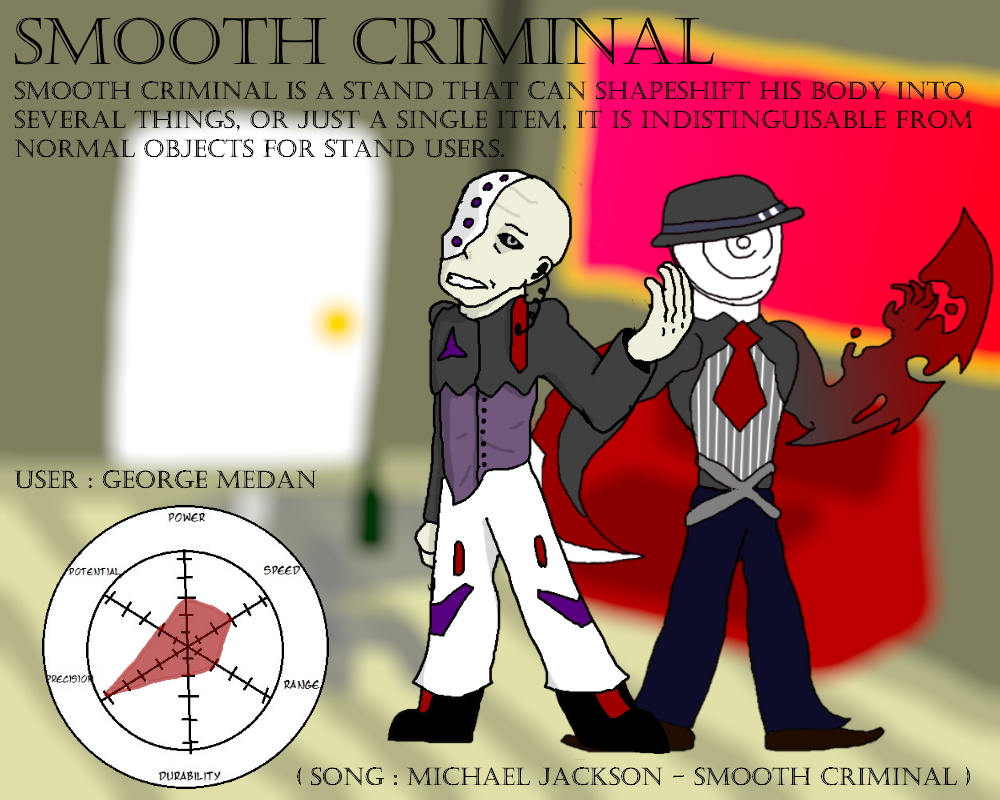 SMOOTH CRIMINAL
SMOOTH CRIMINAL IS A STAND THAT CAN SHAPESHIFT HIS BODY INTO
SEVERAL THINGS, OR JUST A SINGLE ITEM, IT IS INDISTINGUISABLE FROM
NORMAL OBJECTS FOR STAND USERS.
USER : GEORGE MEDAN
POWER
POTENTIAL
SPEED
PRECISION
RANGE
DURABILITY
( SONG : MICHAEL JACKSON - SMOOTH CRIMINAL )